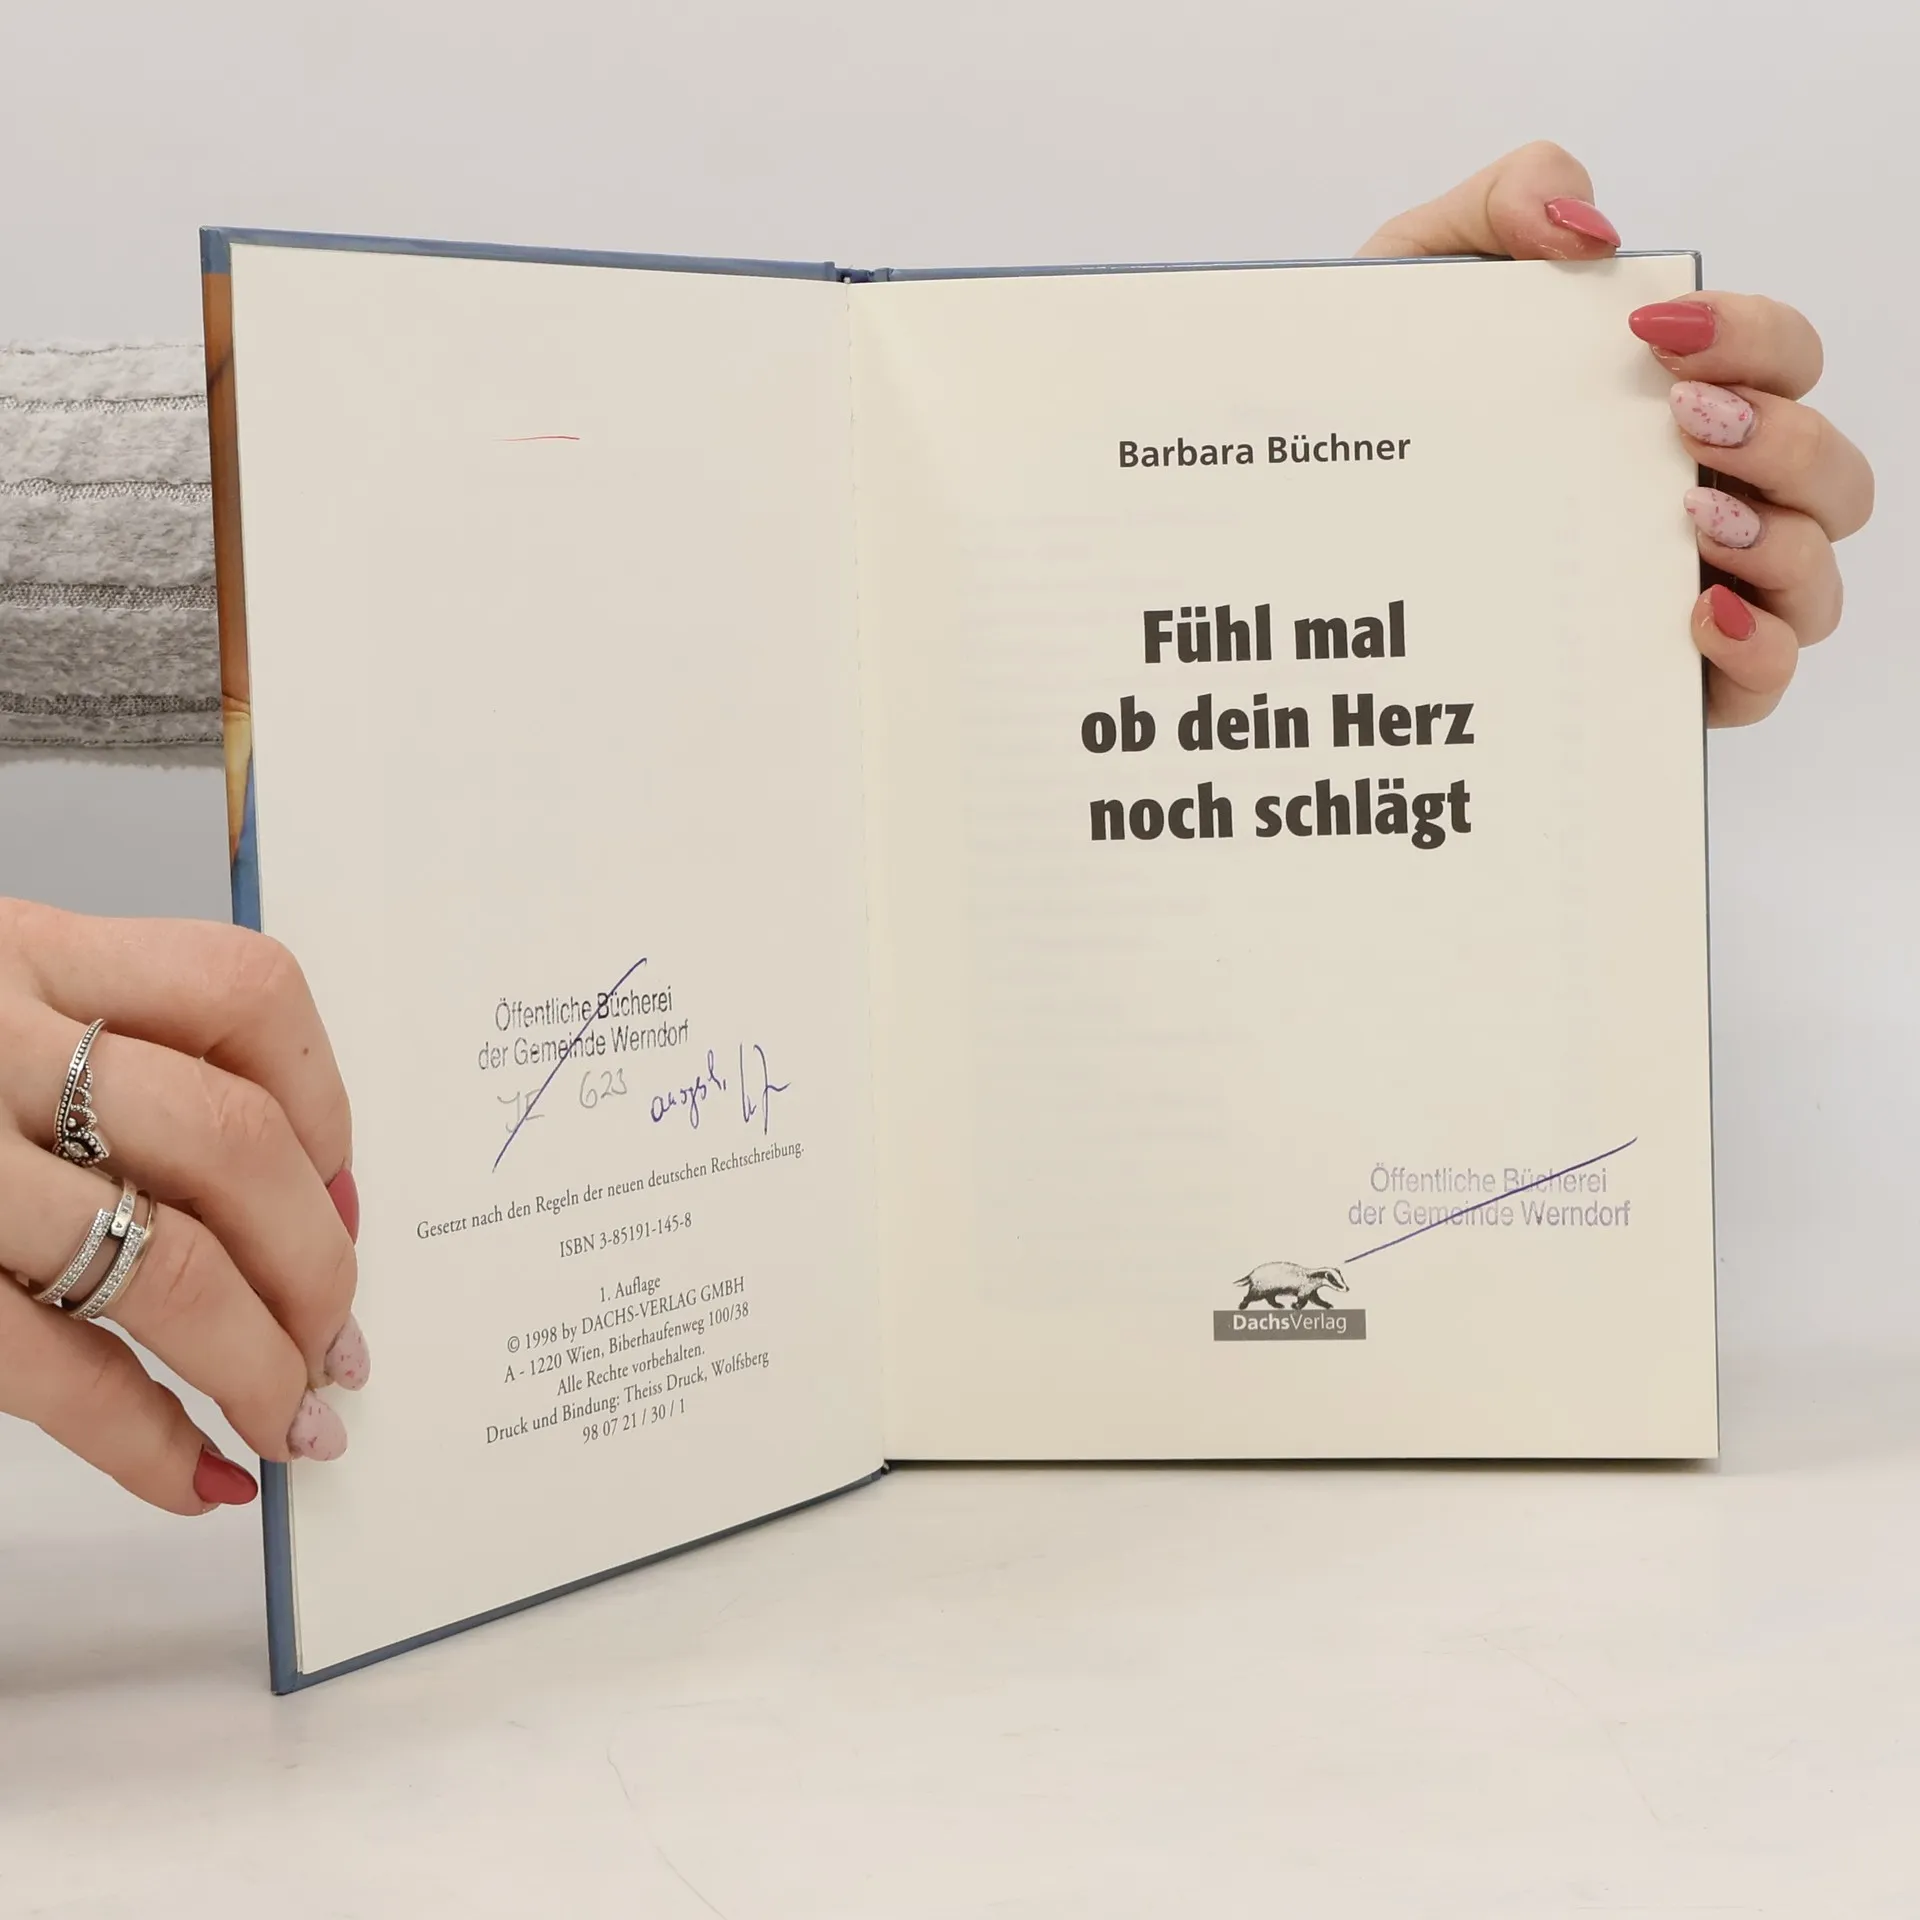 Öffentliche Bücherei
der Gemeinde Werndorf
JE 623
Gesetzt nach den Regeln der neuen deutschen Rechtschreibung.
ISBN 3-85191-145-8
1. Auflage
© 1998 by DACHS-VERLAG GMBH
A - 1220 Wien, Biberhaufenweg 100/38
Alle Rechte vorbehalten.
Druck und Bindung: Theiss Druck, Wolfsberg
98 07 21 / 30 / 1
Barbara Büchner
Fühl mal
ob dein Herz
noch schlägt
Öffentliche Bücherei
der Gemeinde Werndorf
DachsVerlag